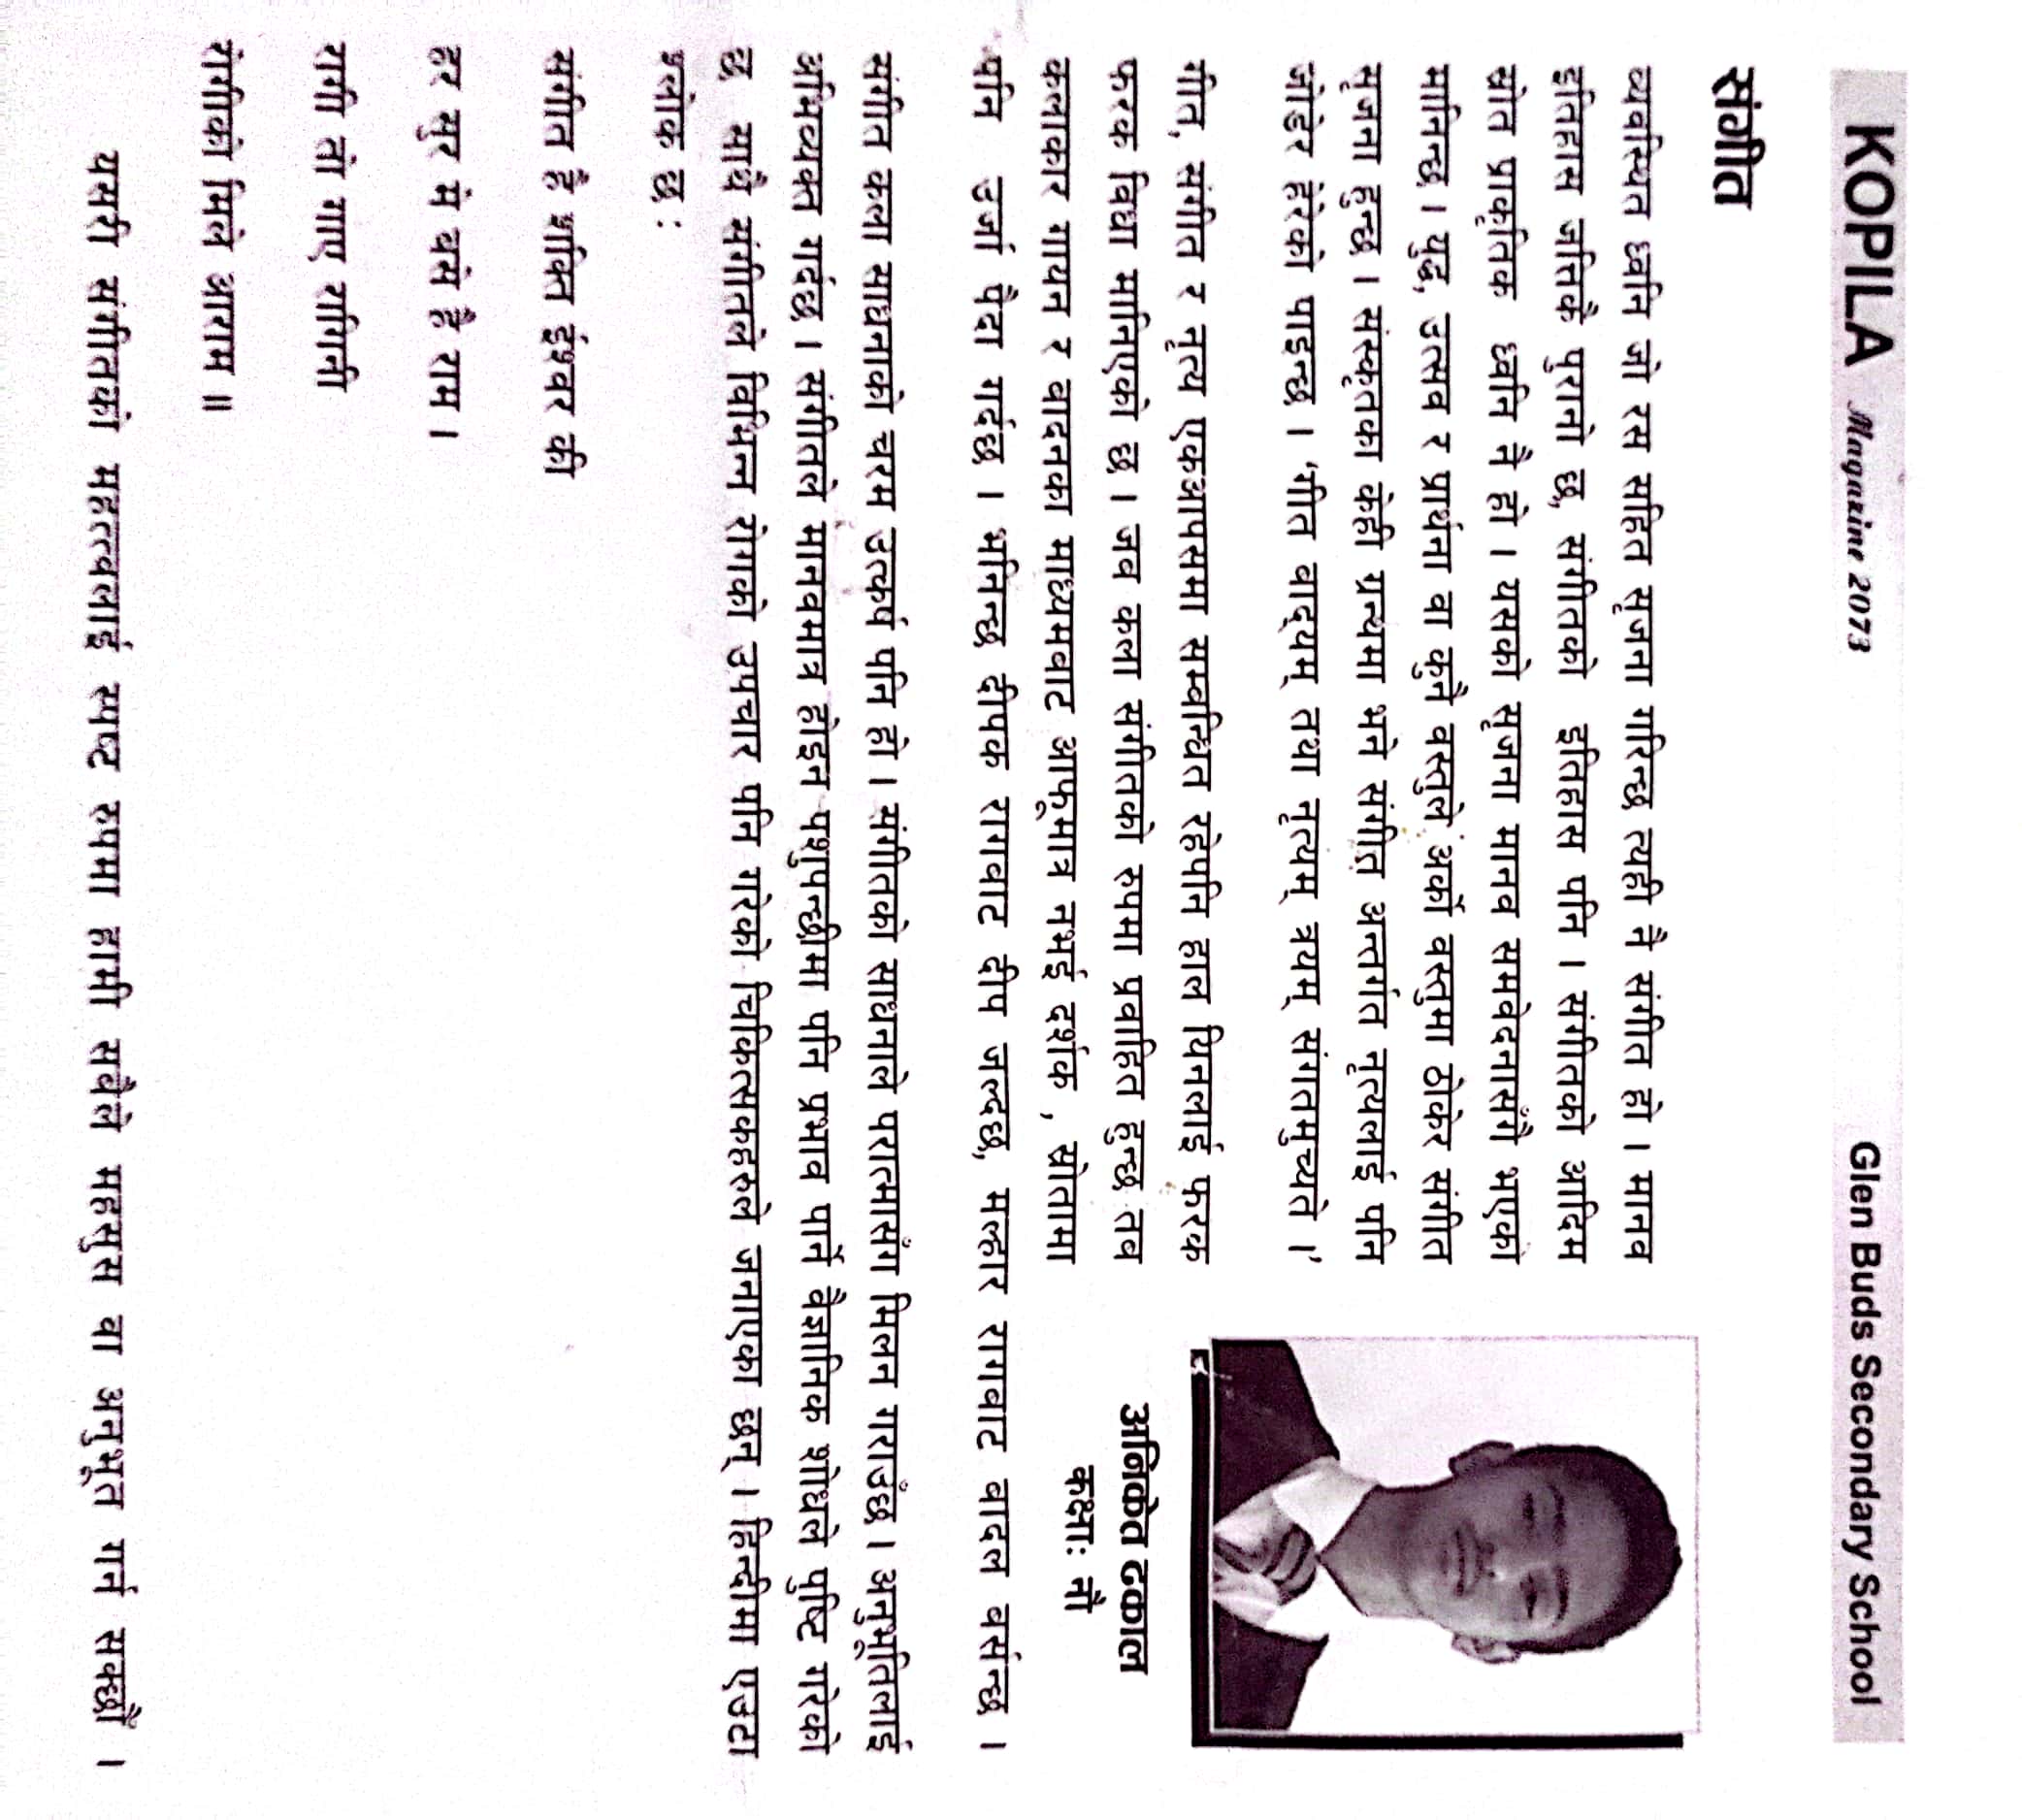 KOPILA Magazine 2073
Glen Buds Secondary School
संगीत
व्यवस्थित ध्वनि जो रस सहित सृजना गरिन्छ त्यही नै संगीत हो । मानव
इतिहास जत्तिकै पुरानो छ, संगीतको इतिहास पनि । संगीतको आदिम
स्रोत प्राकृतिक ध्वनि नै हो । यसको सृजना मानव समवेदनासँगै भएको
मानिन्छ । युद्ध, उत्सव र प्रार्थना वा कुनै वस्तुले अर्को वस्तुमा ठोकेर संगीत
सृजना हुन्छ । संस्कृतका केही ग्रन्थमा भने संगीत अन्तर्गत नृत्यलाई पनि
जोडेर हेरेको पाइन्छ । ‘गीत बाद्‌यम् तथा नृत्यम् त्रयम् संगतमुच्यते ।’
गीत, संगीत र नृत्य एकआपसमा सम्वन्धित रहेपनि हाल यिनलाई फरक
फरक विधा मानिएको छ । जव कला संगीतको रुपमा प्रवाहित हुन्छ तव
कलाकार गायन र बादनका माध्यमबाट आफूमात्र नभई दर्शक , स्रोतामा
पनि उर्जा पैदा गर्दछ । भनिन्छ दीपक रागबाट दीप जल्दछ, मल्हार रागबाट बादल बर्सन्छ ।
अनिकेत ढकाल
कक्षाः नौ
संगीत कला साधनाको चरम उत्कर्ष पनि हो । संगीतको साधनाले परात्मासँग मिलन गराउँछ । अनुभूतिलाई
अभिव्यक्त गर्दछ । संगीतले मानवमात्र होइन पशुपन्छीमा पनि प्रभाव पार्ने वैज्ञानिक शोधले पुष्टि गरेको
छ साथै संगीतले विभिन्न रोगको उपचार पनि गरेको चिकित्सकहरुले जनाएका छन् । हिन्दीमा एउटा
श्लोक छ :
संगीत है शक्ति ईश्वर की
हर सुर मे बसे है राम ।
रागी तो गाए रागिनी
रोगीको मिले आराम ॥
यसरी संगीतको महत्त्वलाई स्पष्ट रुपमा हामी सबैले महसुस वा अनुभूत गर्न सक्छौँ ।